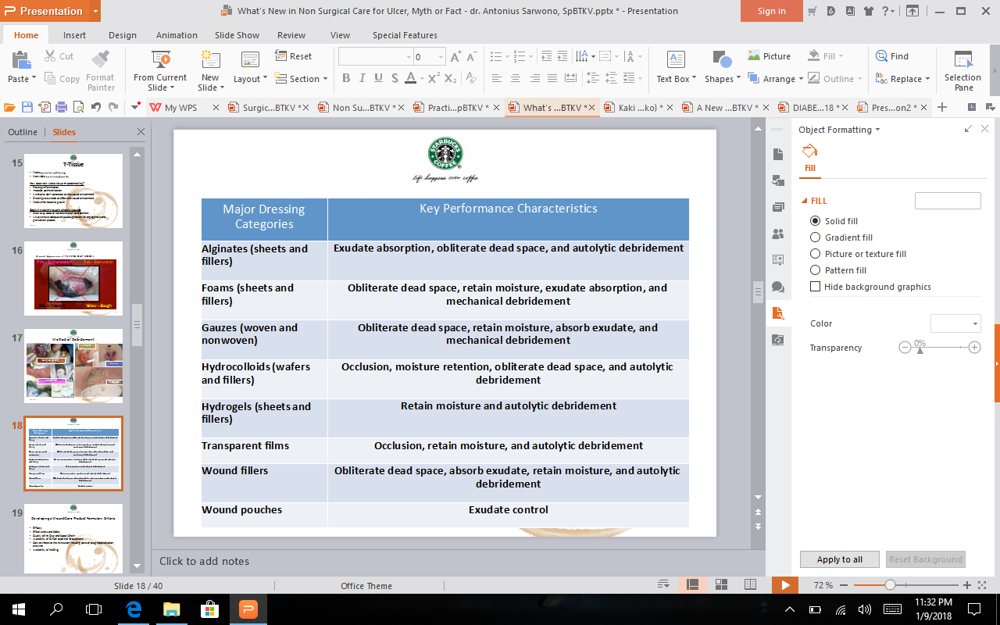 Presentation
What's New in Non Surgical Care for Ulcer, Myth or Fact - dr. Antonius Sarwono, SpBTKV.pptx * - Presentation
Sign in
Home
Insert
Design
Animation
Slide Show
Review
View
Special Features
Paste
Cut
Copy
Format Painter
From Current Slide
New Slide
Layout
Reset
Section
0
B I U S A X² X₂
Text Box
Shapes
Picture
Arrange
Fill
Outline
Find
Replace
Selection Pane
My WPS
Surgic...BTKV *
Non Su...BTKV *
Practi...pBTKV *
What's ...BTKV *
Kaki ...ko) *
A New ...BTKV *
DIABE...18 *
Pres...on2 *
Outline
Slides
15
T-Tissue
16
17
18
19
Developing a Wound Care Product Formulary Criteria
STARBUCKS COFFEE
life happens over coffee
Major Dressing Categories
Key Performance Characteristics
Alginates (sheets and fillers)
Exudate absorption, obliterate dead space, and autolytic debridement
Foams (sheets and fillers)
Obliterate dead space, retain moisture, exudate absorption, and mechanical debridement
Gauzes (woven and nonwoven)
Obliterate dead space, retain moisture, absorb exudate, and mechanical debridement
Hydrocolloids (wafers and fillers)
Occlusion, moisture retention, obliterate dead space, and autolytic debridement
Hydrogels (sheets and fillers)
Retain moisture and autolytic debridement
Transparent films
Occlusion, retain moisture, and autolytic debridement
Wound fillers
Obliterate dead space, absorb exudate, retain moisture, and autolytic debridement
Wound pouches
Exudate control
Click to add notes
Object Formatting
Fill
FILL
Solid fill
Gradient fill
Picture or texture fill
Pattern fill
Hide background graphics
Color
Transparency
0%
Apply to all
Reset Background
Slide 18 / 40
Office Theme
72 %
11:32 PM
1/9/2018